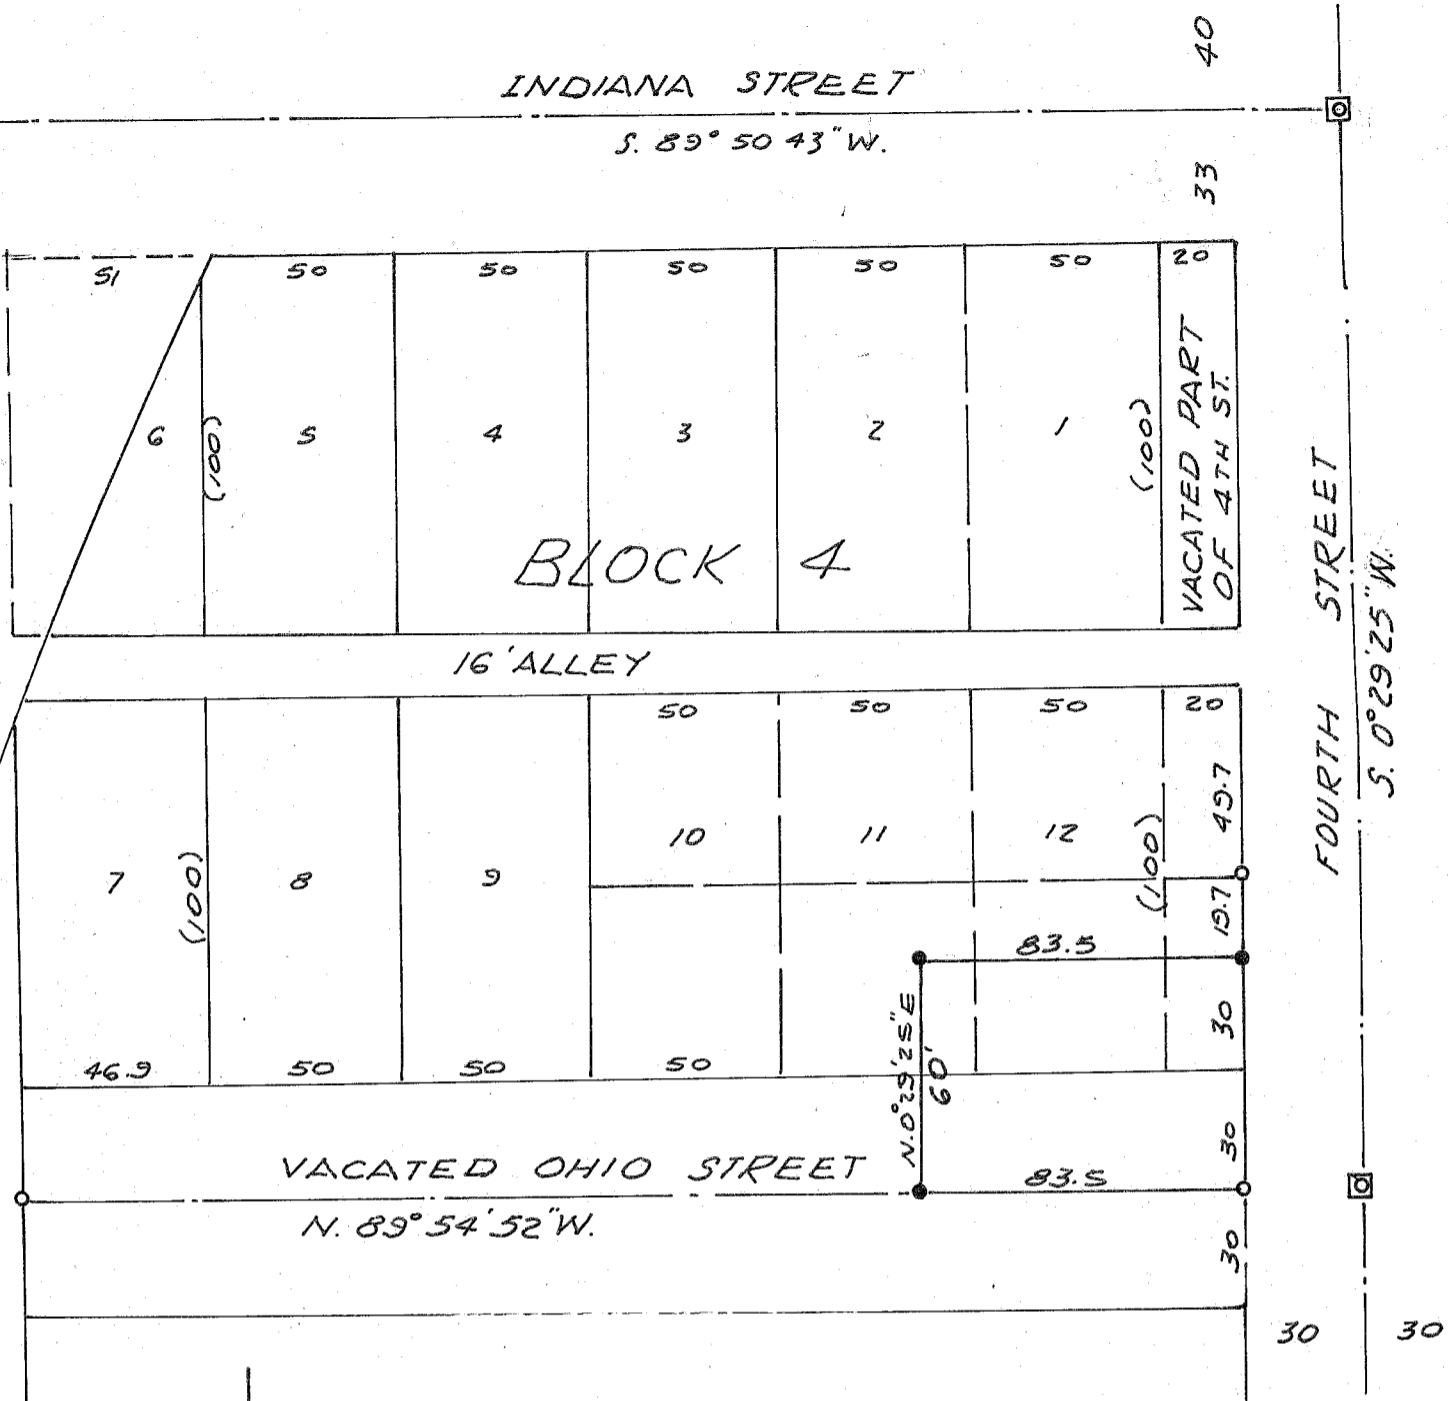 40
INDIANA STREET
S. 89° 50 43" W.
33
51 50 50 50 50 50 20
6 (100) 5 4 3 2 1 (100)
VACATED PART
OF 4TH ST.
BLOCK 4
FOURTH STREET
S. 0°29'25" W.
16' ALLEY
50 50 50 20
49.7
10 11 12 (100)
7 (100) 8 9
19.7
83.5
N. 0°29'25" E
60'
30
46.9 50 50 50
30
VACATED OHIO STREET
83.5
N. 89° 54' 52" W.
30
30 30